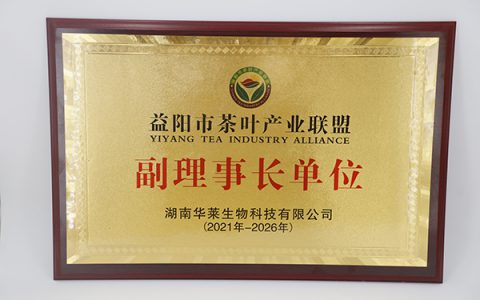 益阳市茶叶产业联盟
YIYANG TEA INDUSTRY ALLIANCE
副理事长单位
湖南华莱生物科技有限公司
(2021年-2026年)